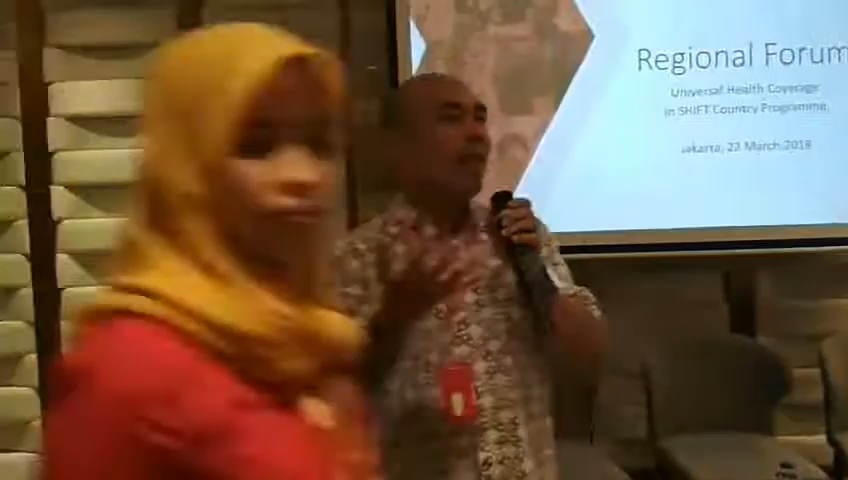 Regional Forum
Universal Health Coverage
in SHIFT Country Programme,
Jakarta, 22 March 2018